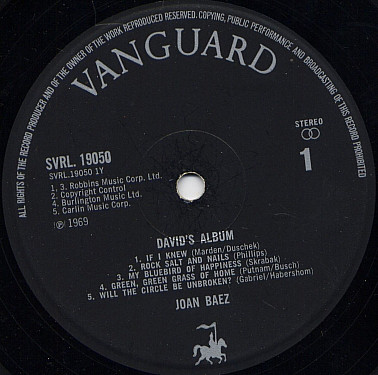 ALL RIGHTS OF THE RECORD PRODUCER AND OF THE OWNER OF THE WORK REPRODUCED RESERVED. COPYING, PUBLIC PERFORMANCE AND BROADCASTING OF THIS RECORD PROHIBITED
VANGUARD
STEREO
SVRL. 19050
SVRL.19050 1Y
1
1, 3. Robbins Music Corp. Ltd.
2. Copyright Control
4. Burlington Music Ltd.
5. Carlin Music Corp.
℗ 1969
DAVID'S ALBUM
1. IF I KNEW (Marden/Duschek)
2. ROCK SALT AND NAILS (Phillips)
3. MY BLUEBIRD OF HAPPINESS (Skrabak)
4. GREEN, GREEN GRASS OF HOME (Putnam/Busch)
5. WILL THE CIRCLE BE UNBROKEN? (Gabriel/Habershom)
JOAN BAEZ